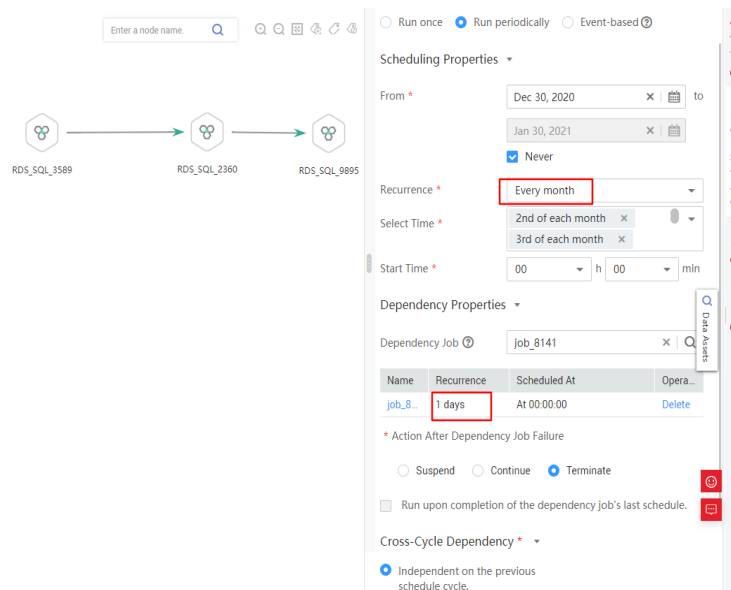 Enter a node name.
RDS_SQL_3589
RDS_SQL_2360
RDS_SQL_9895
Run once Run periodically Event-based
Scheduling Properties
From * Dec 30, 2020 to
Jan 30, 2021
Never
Recurrence * Every month
Select Time * 2nd of each month
3rd of each month
Start Time * 00 h 00 min
Dependency Properties
Data Assets
Dependency Job job_8141
Name Recurrence Scheduled At Opera...
job_8... 1 days At 00:00:00 Delete
* Action After Dependency Job Failure
Suspend Continue Terminate
Run upon completion of the dependency job's last schedule.
Cross-Cycle Dependency *
Independent on the previous
schedule cycle.